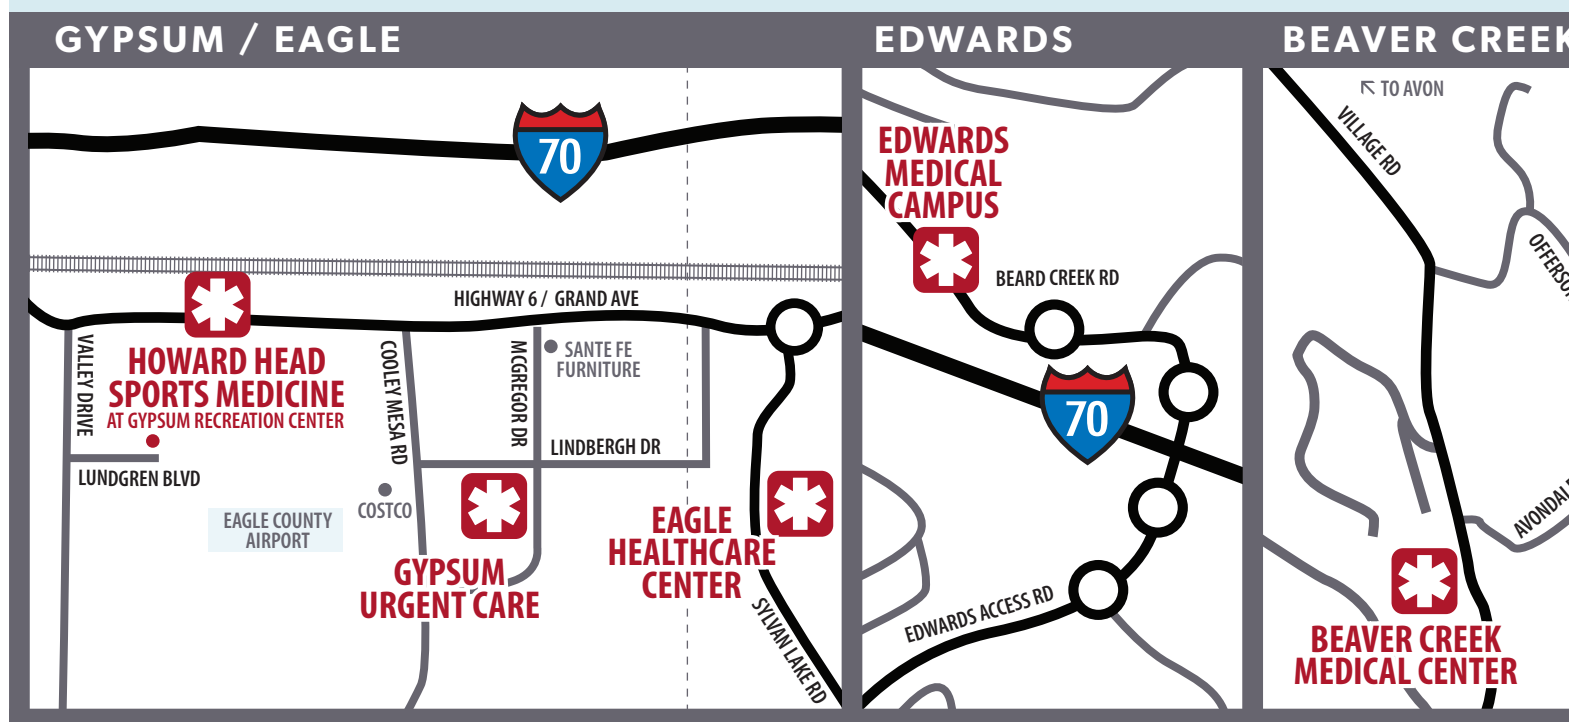 GYPSUM / EAGLE
70
HIGHWAY 6 / GRAND AVE
VALLEY DRIVE
HOWARD HEAD
SPORTS MEDICINE
AT GYPSUM RECREATION CENTER
LUNDGREN BLVD
COOLEY MESA RD
MCGREGOR DR
SANTE FE
FURNITURE
LINDBERGH DR
COSTCO
EAGLE COUNTY
AIRPORT
GYPSUM
URGENT CARE
EAGLE
HEALTHCARE
CENTER
SYLVAN LAKE RD
EDWARDS
EDWARDS
MEDICAL
CAMPUS
BEARD CREEK RD
70
EDWARDS ACCESS RD
BEAVER CREEK
TO AVON
VILLAGE RD
OFFERSO
AVONDAL
BEAVER CREEK
MEDICAL CENTER